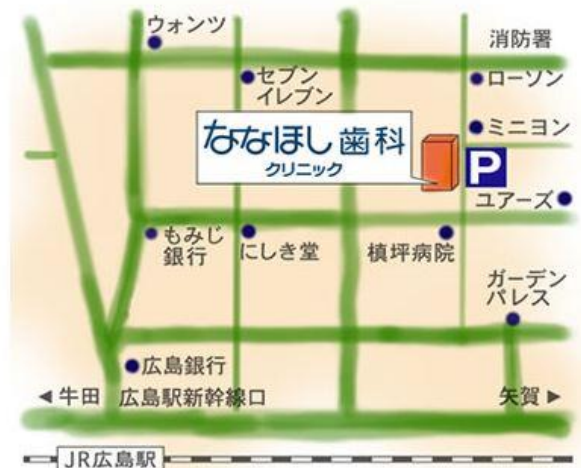 ウォンツ
消防署
セブン
イレブン
ローソン
ななほし歯科
クリニック
ミニヨン
P
ユアーズ
もみじ
銀行
にしき堂
槙坪病院
ガーデン
パレス
広島銀行
◀ 牛田
広島駅新幹線口
矢賀 ▶
JR広島駅